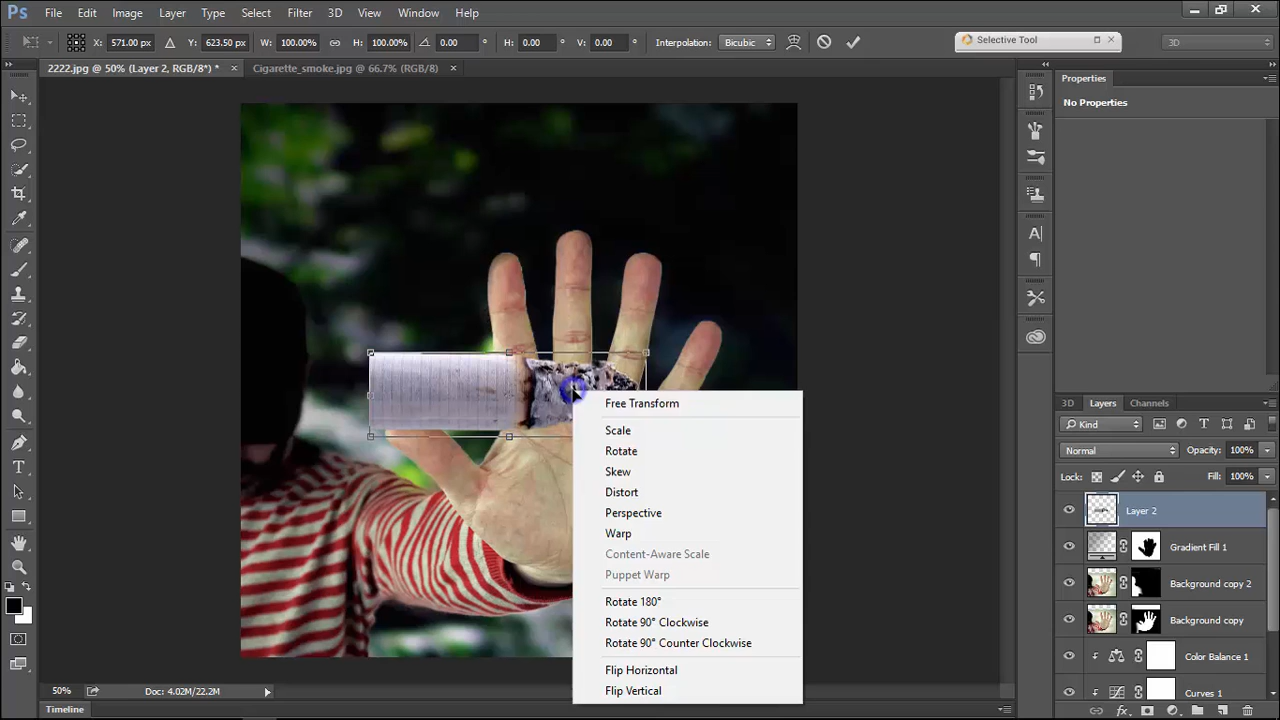 Ps File Edit Image Layer Type Select Filter 3D View Window Help
X: 571.00 px Y: 623.50 px W: 100.00% H: 100.00% 0.00 ° H: 0.00 ° V: 0.00 ° Interpolation: Bicubic
Selective Tool
3D
2222.jpg @ 50% (Layer 2, RGB/8*) *
Cigarette_smoke.jpg @ 66.7% (RGB/8)
Properties
No Properties
Free Transform
Scale
Rotate
Skew
Distort
Perspective
Warp
Content-Aware Scale
Puppet Warp
Rotate 180°
Rotate 90° Clockwise
Rotate 90° Counter Clockwise
Flip Horizontal
Flip Vertical
3D Layers Channels
Kind
Normal Opacity: 100%
Lock: Fill: 100%
Layer 2
Gradient Fill 1
Background copy 2
Background copy
Color Balance 1
Curves 1
50% Doc: 4.02M/22.2M
Timeline